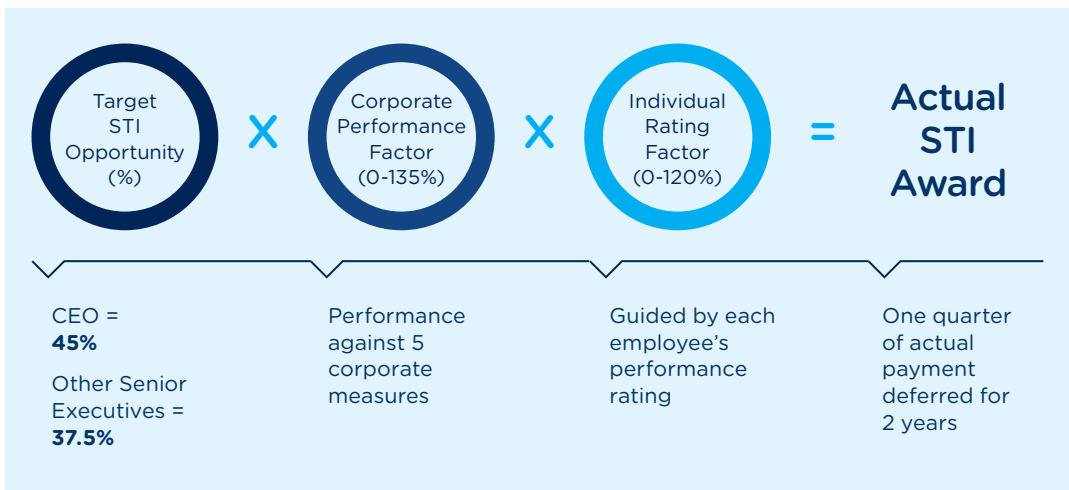 Target
STI
Opportunity
(%)
X
Corporate
Performance
Factor
(0-135%)
X
Individual
Rating
Factor
(0-120%)
=
Actual
STI
Award
CEO =
45%
Other Senior
Executives =
37.5%
Performance
against 5
corporate
measures
Guided by each
employee’s
performance
rating
One quarter
of actual
payment
deferred for
2 years